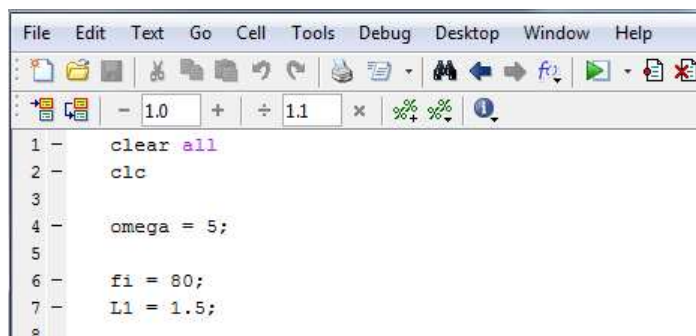 File Edit Text Go Cell Tools Debug Desktop Window Help
- 1.0 + ÷ 1.1 ×
1 - clear all
2 - clc
3
4 - omega = 5;
5
6 - fi = 80;
7 - L1 = 1.5;
8